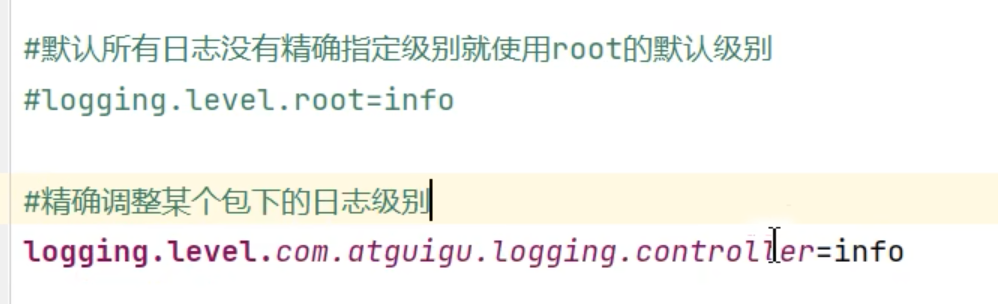 #默认所有日志没有精确指定级别就使用root的默认级别
#logging.level.root=info
#精确调整某个包下的日志级别
logging.level.com.atguigu.logging.controller=info